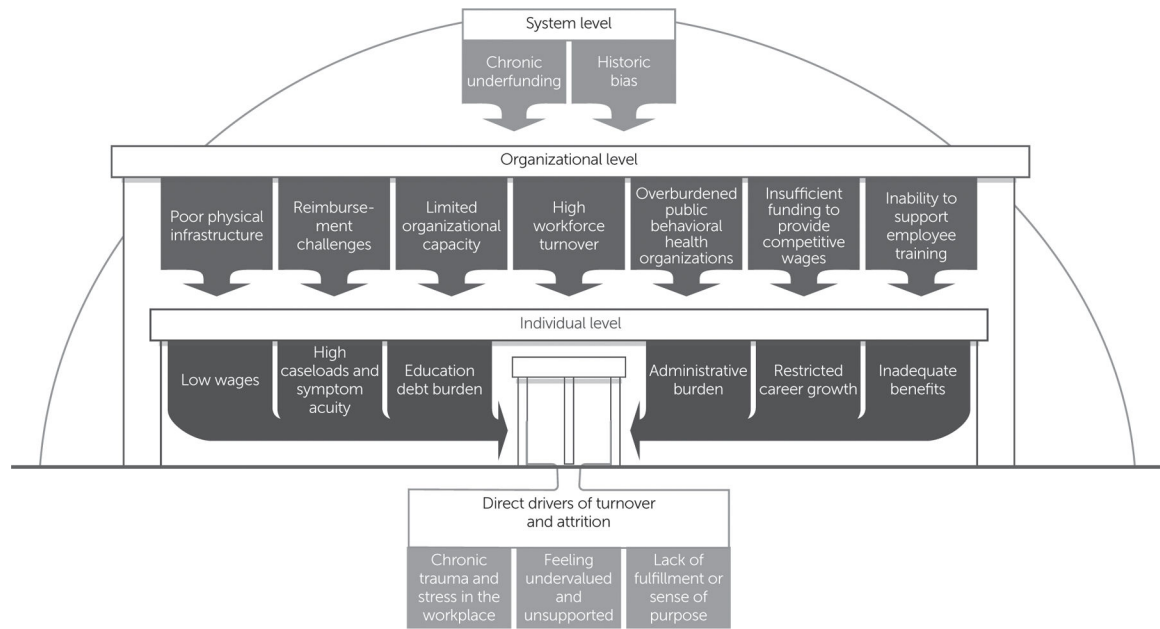 System level
Chronic
underfunding
Historic
bias
Organizational level
Poor physical
infrastructure
Reimburse-
ment
challenges
Limited
organizational
capacity
High
workforce
turnover
Overburdened
public
behavioral
health
organizations
Insufficient
funding to
provide
competitive
wages
Inability to
support
employee
training
Individual level
Low wages
High
caseloads and
symptom
acuity
Education
debt burden
Administrative
burden
Restricted
career growth
Inadequate
benefits
Direct drivers of turnover
and attrition
Chronic
trauma and
stress in the
workplace
Feeling
undervalued
and
unsupported
Lack of
fulfillment or
sense of
purpose